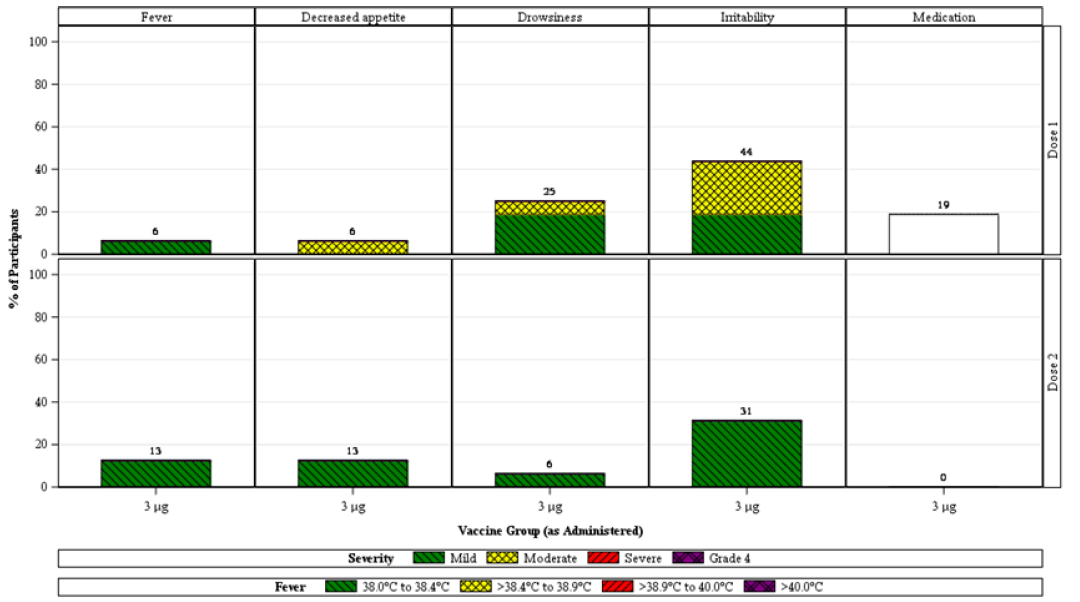 Fever Decreased appetite Drowsiness Irritability Medication
100
80
60
40
20
0
6 6 25 44 19
Dose 1
% of Participants
100
80
60
40
20
0
13 13 6 31 0
Dose 2
3 µg 3 µg 3 µg 3 µg 3 µg
Vaccine Group (as Administered)
Severity Mild Moderate Severe Grade 4
Fever 38.0°C to 38.4°C >38.4°C to 38.9°C >38.9°C to 40.0°C >40.0°C